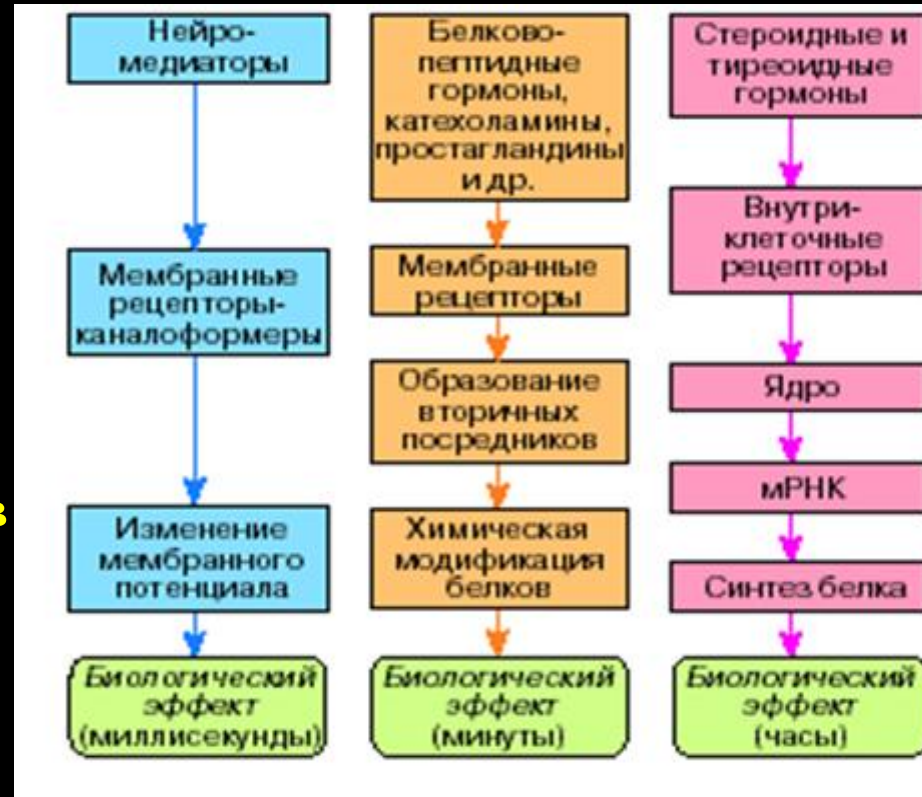 Нейро-
медиаторы
Мембранные
рецепторы-
каналоформеры
Изменение
мембранного
потенциала
Биологический
эффект
(миллисекунды)
Белково-
пептидные
гормоны,
катехоламины,
простагландины
и др.
Мембранные
рецепторы
Образование
вторичных
посредников
Химическая
модификация
белков
Биологический
эффект
(минуты)
Стероидные и
тиреоидные
гормоны
Внутри-
клеточные
рецепторы
Ядро
мРНК
Синтез белка
Биологический
эффект
(часы)